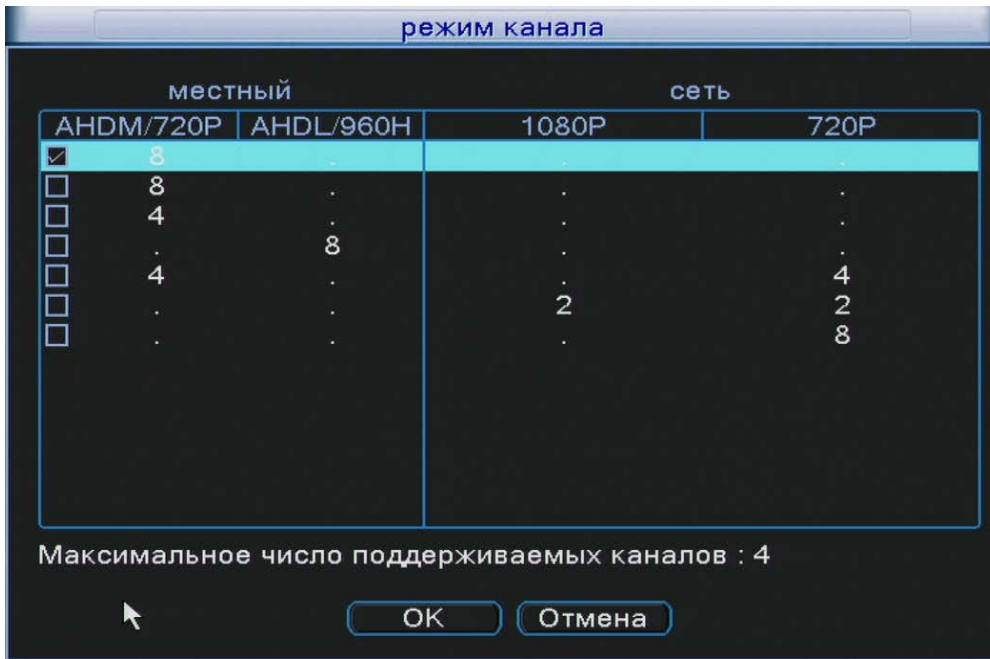 режим канала
местный сеть
AHDM/720P AHDL/960H 1080P 720P
8 . . .
8 . . .
4 . . .
. 8 . .
4 . . 4
. . 2 2
. . . 8
Максимальное число поддерживаемых каналов : 4
OK Отмена